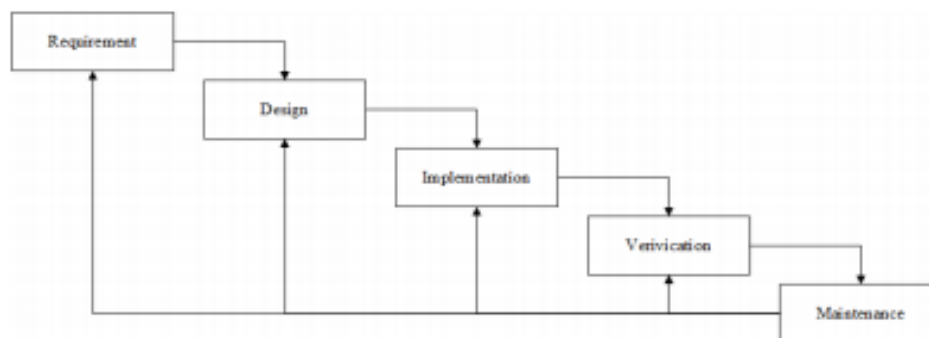 Requirement
Design
Implementation
Verivication
Maintenance